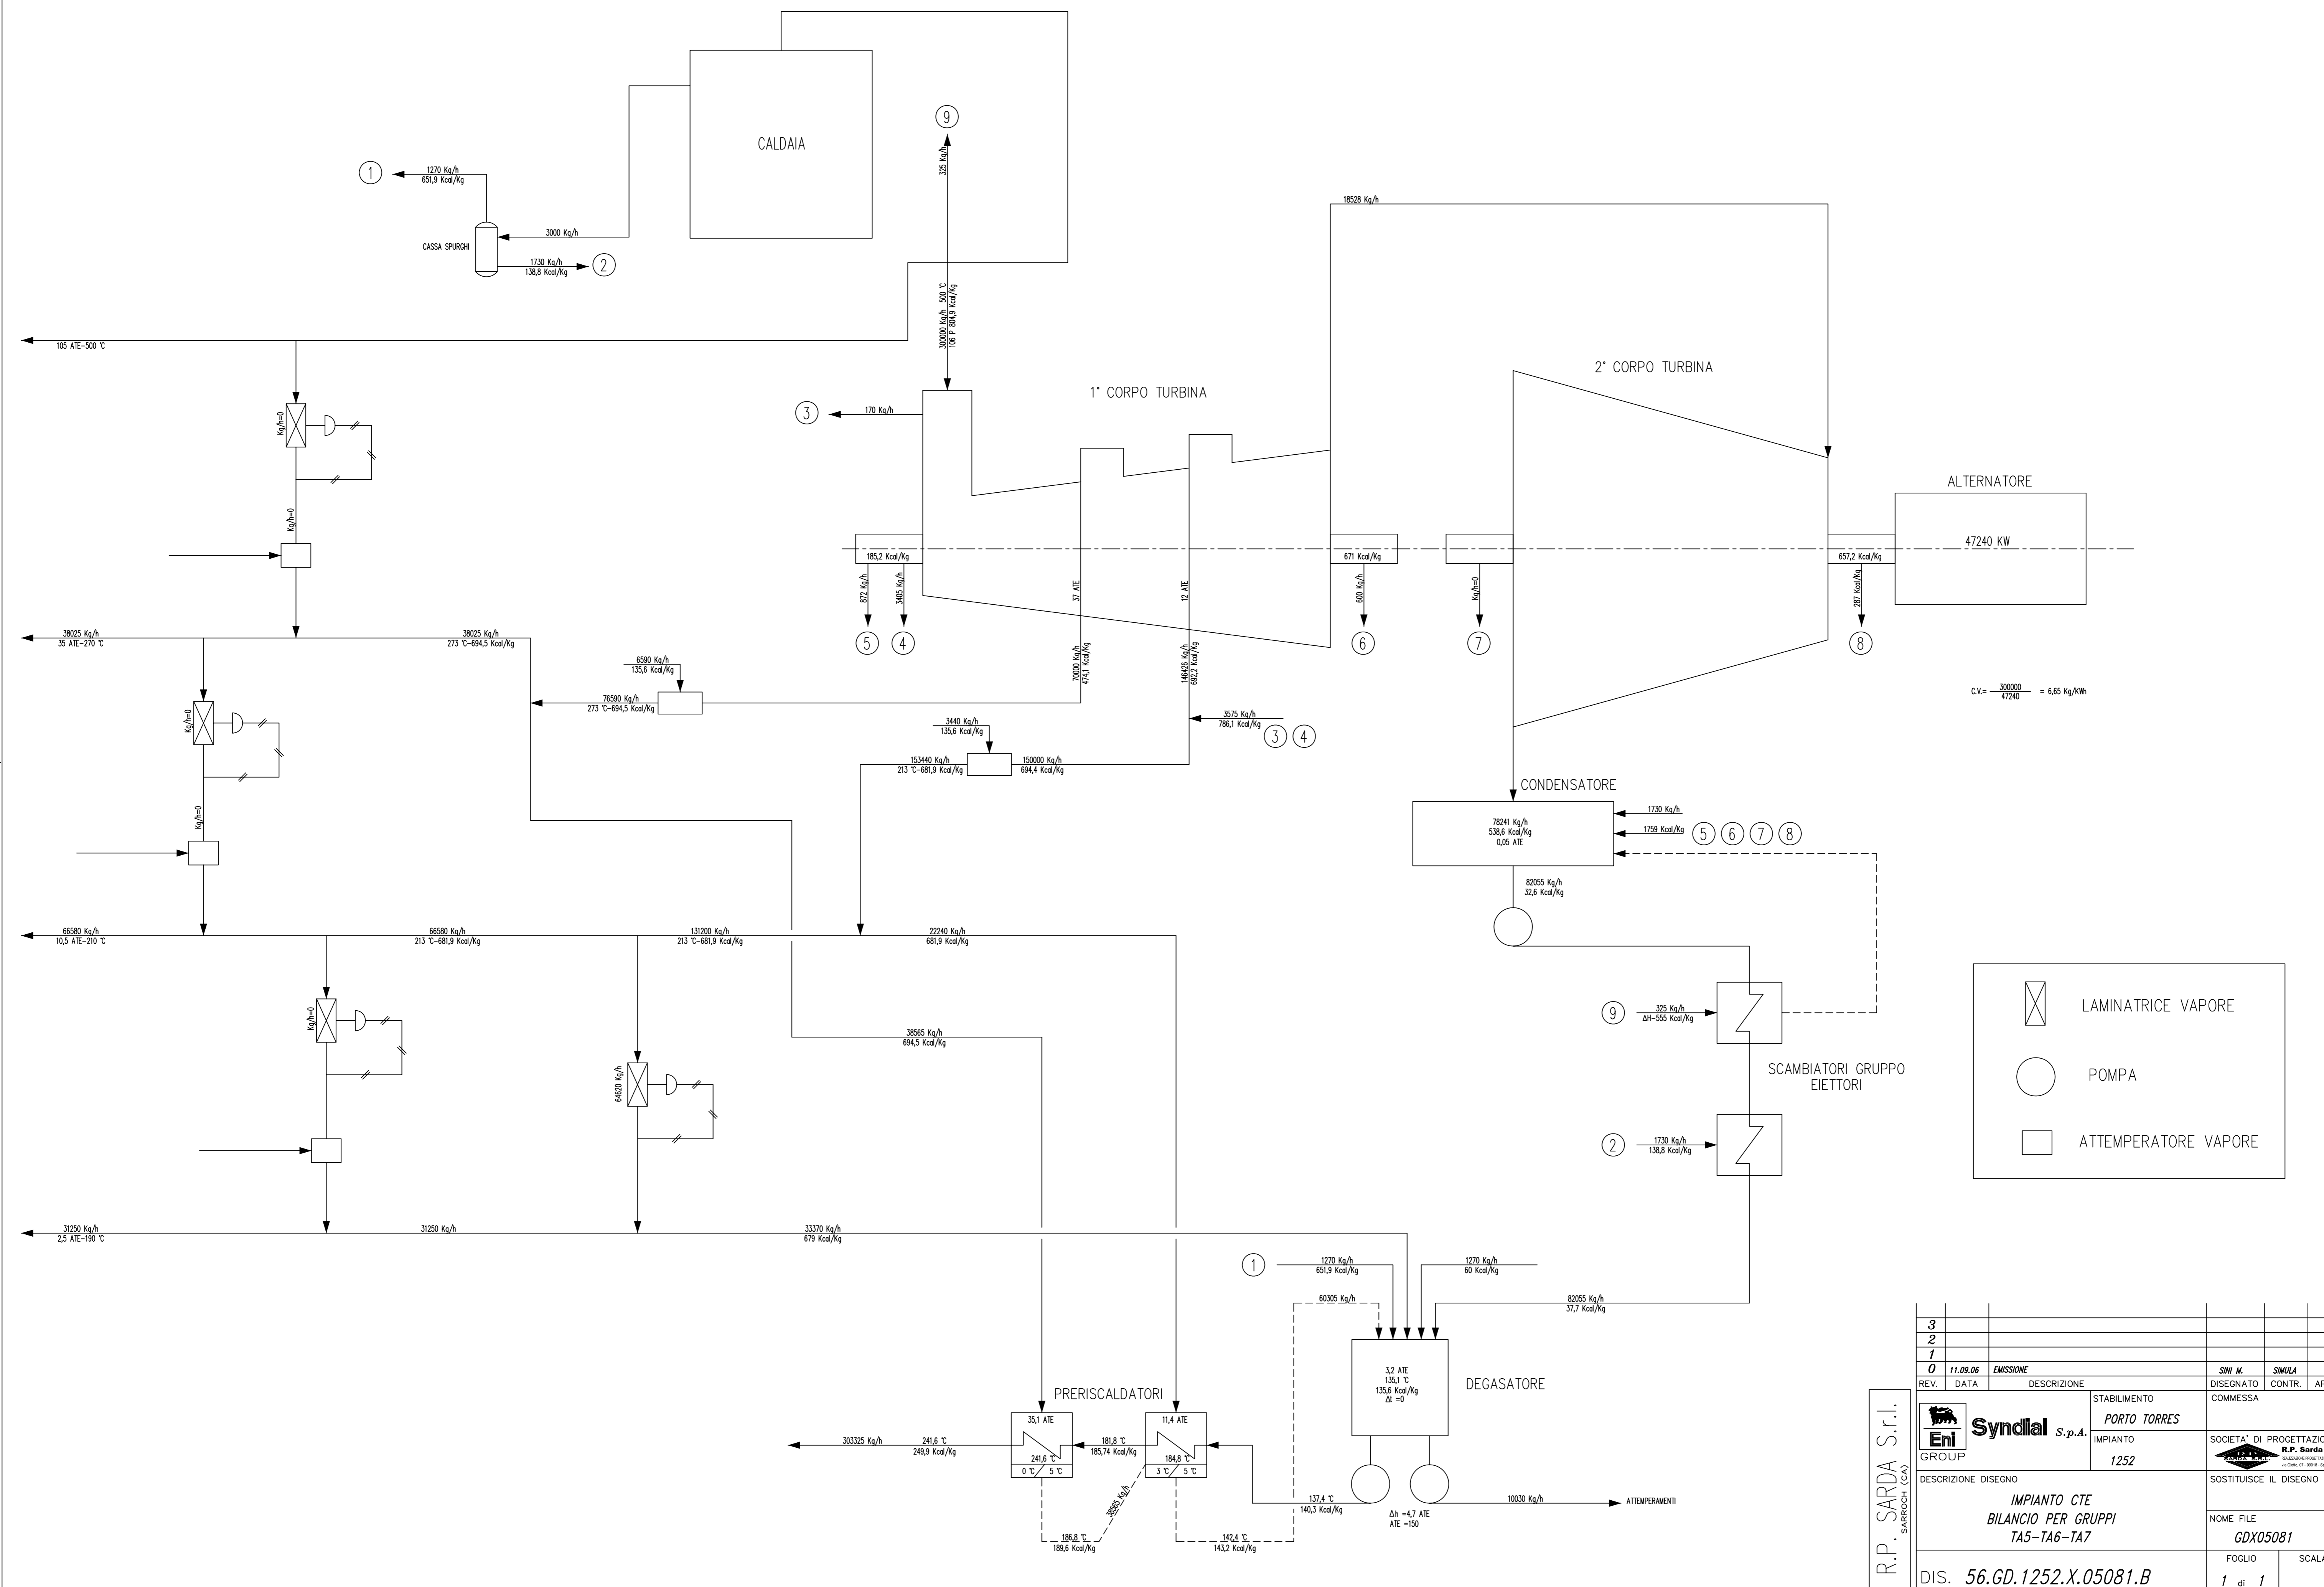 CALDAIA
9
325 Kg/h
1
1270 Kg/h
651,9 Kcal/Kg
18528 Kg/h
3000 Kg/h
CASSA SPURGHI
1730 Kg/h
138,8 Kcal/Kg
2
300000 Kg/h 500 °C
106 P 804,9 Kcal/Kg
105 ATE-500 °C
2° CORPO TURBINA
1° CORPO TURBINA
3
170 Kg/h
Kg/h=0
Kg/h=0
ALTERNATORE
47240 KW
185,2 Kcal/Kg
671 Kcal/Kg
657,2 Kcal/Kg
872 Kg/h
3405 Kg/h
37 ATE
12 ATE
600 Kg/h
Kg/h=0
287 Kcal/Kg
5
4
6
7
8
38025 Kg/h
35 ATE-270 °C
38025 Kg/h
273 °C-694,5 Kcal/Kg
70000 Kg/h
474,1 Kcal/Kg
146426 Kg/h
692,2 Kcal/Kg
6590 Kg/h
135,6 Kcal/Kg
76590 Kg/h
273 °C-694,5 Kcal/Kg
C.V.= 300000 = 6,65 Kg/KWh
47240
Kg/h=0
3440 Kg/h
135,6 Kcal/Kg
3575 Kg/h
786,1 Kcal/Kg
3 4
153440 Kg/h
213 °C-681,9 Kcal/Kg
150000 Kg/h
694,4 Kcal/Kg
CONDENSATORE
Kg/h=0
78241 Kg/h
538,6 Kcal/Kg
0,05 ATE
1730 Kg/h
1759 Kcal/Kg
5 6 7 8
82055 Kg/h
32,6 Kcal/Kg
66580 Kg/h
10,5 ATE-210 °C
66580 Kg/h
213 °C-681,9 Kcal/Kg
131200 Kg/h
213 °C-681,9 Kcal/Kg
22240 Kg/h
681,9 Kcal/Kg
LAMINATRICE VAPORE
POMPA
ATTEMPERATORE VAPORE
Kg/h=0
9
325 Kg/h
ΔH-555 Kcal/Kg
38565 Kg/h
694,5 Kcal/Kg
SCAMBIATORI GRUPPO
EIETTORI
64620 Kg/h
2
1730 Kg/h
138,8 Kcal/Kg
31250 Kg/h
2,5 ATE-190 °C
31250 Kg/h
33370 Kg/h
679 Kcal/Kg
1
1270 Kg/h
651,9 Kcal/Kg
1270 Kg/h
60 Kcal/Kg
60305 Kg/h
82055 Kg/h
37,7 Kcal/Kg
3,2 ATE
135,1 °C
135,6 Kcal/Kg
Δt =0
DEGASATORE
PRERISCALDATORI
35,1 ATE
11,4 ATE
303325 Kg/h
241,6 °C
249,9 Kcal/Kg
241,6 °C
0 °C 5 °C
181,8 °C
185,74 Kcal/Kg
184,8 °C
3 °C 5 °C
38565 Kg/h
137,4 °C
140,3 Kcal/Kg
10030 Kg/h
ATTEMPERAMENTI
Δh =4,7 ATE
ATE =150
186,8 °C
189,6 Kcal/Kg
142,4 °C
143,2 Kcal/Kg
3
2
1
0 11.09.06 EMISSIONE SINI M. SIMULA
REV. DATA DESCRIZIONE DISEGNATO CONTR. AP
R.P. SARDA S.r.l.
SARROCH (CA)
Eni
GROUP
Syndial S.p.A.
STABILIMENTO
PORTO TORRES
COMMESSA
IMPIANTO
1252
SOCIETA' DI PROGETTAZIO
R.P. Sarda
SARDA S.R.L.
DESCRIZIONE DISEGNO
IMPIANTO CTE
BILANCIO PER GRUPPI
TA5-TA6-TA7
SOSTITUISCE IL DISEGNO
NOME FILE
GDX05081
DIS. 56.GD.1252.X.05081.B
FOGLIO
1 di 1
SCALA